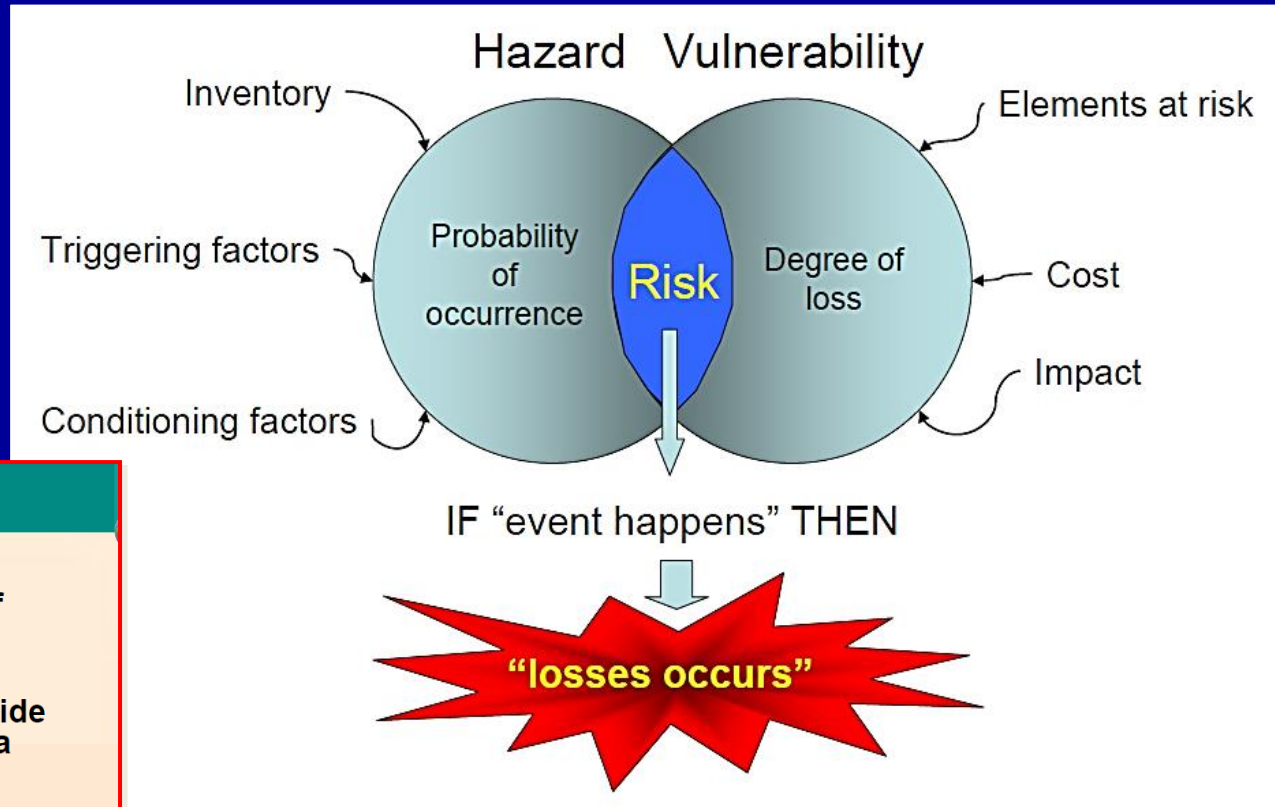 Hazard Vulnerability
Inventory
Elements at risk
Triggering factors
Probability
of
occurrence
Risk
Degree of
loss
Cost
Impact
Conditioning factors
IF “event happens” THEN
“losses occurs”
a